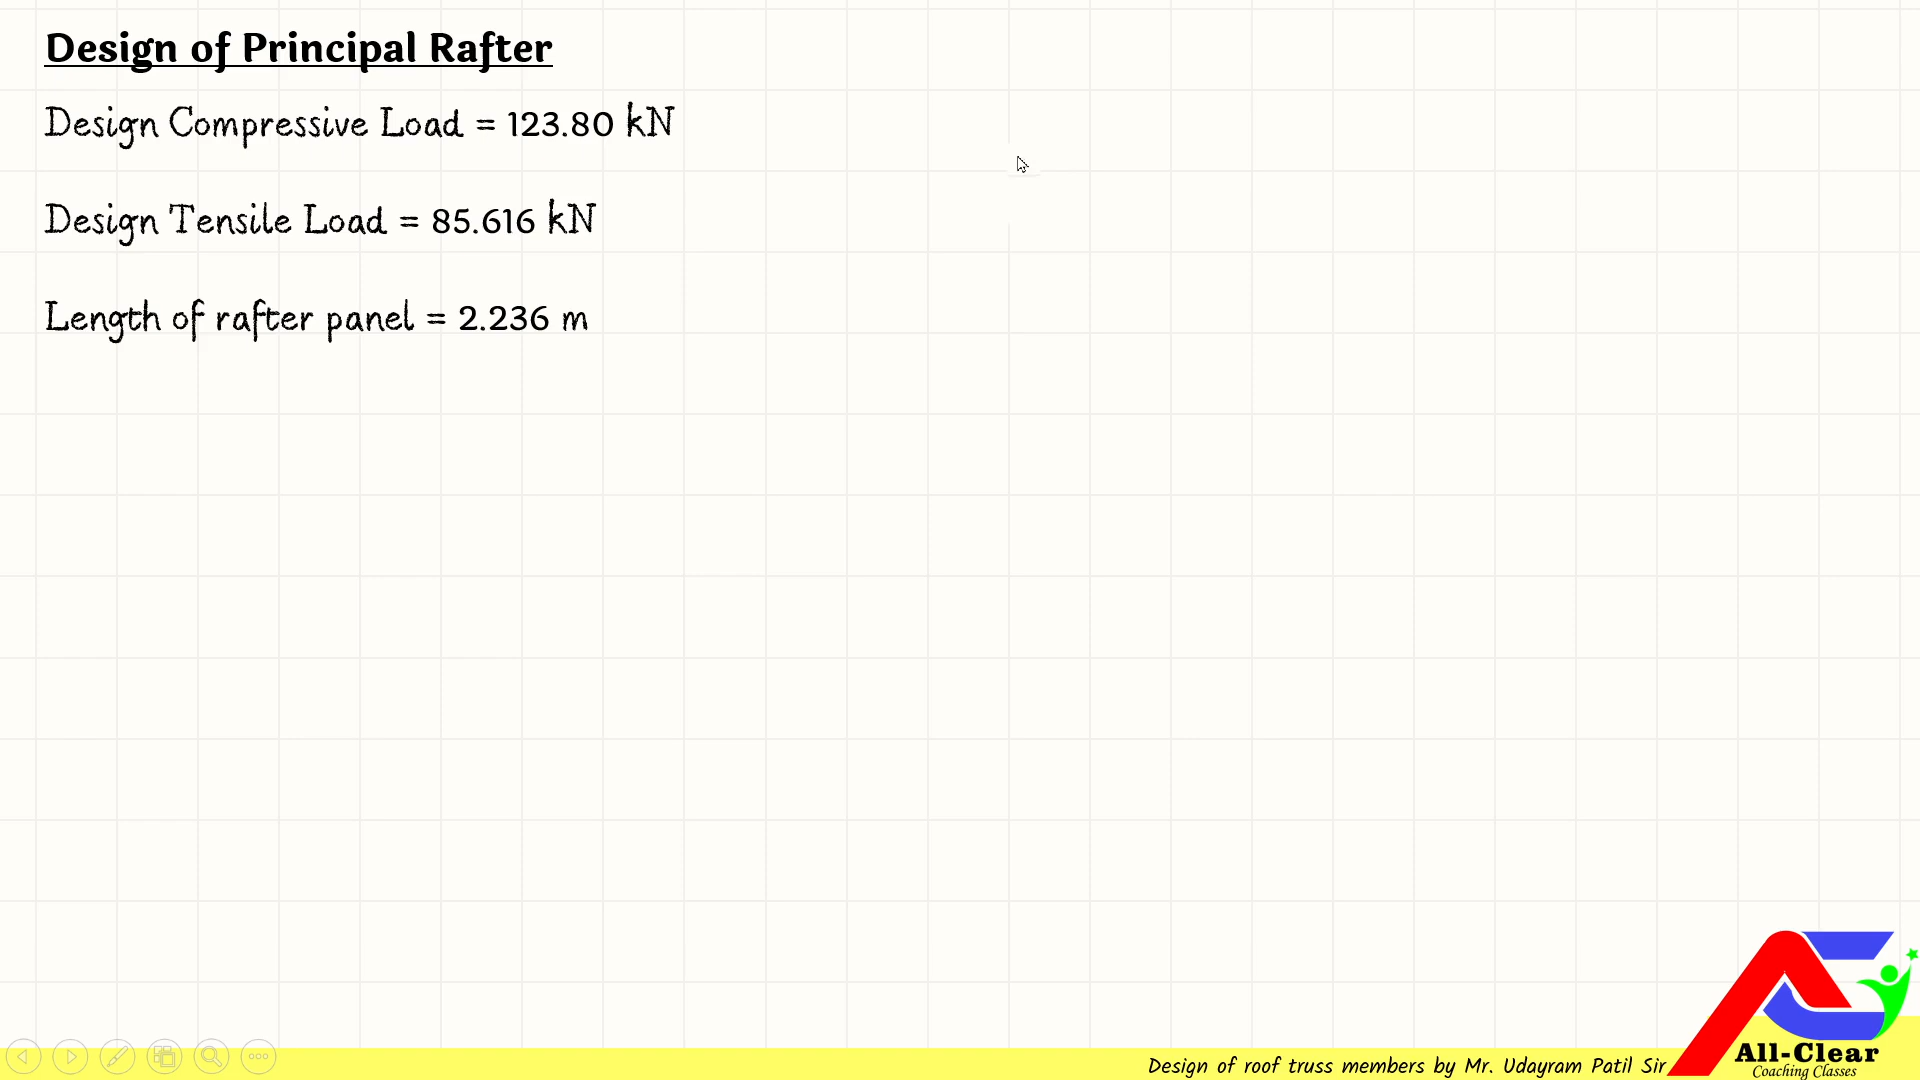 Design of Principal Rafter
Design Compressive Load = 123.80 kN
Design Tensile Load = 85.616 kN
Length of rafter panel = 2.236 m
Design of roof truss members by Mr. Udayram Patil Sir
All-Clear
Coaching Classes